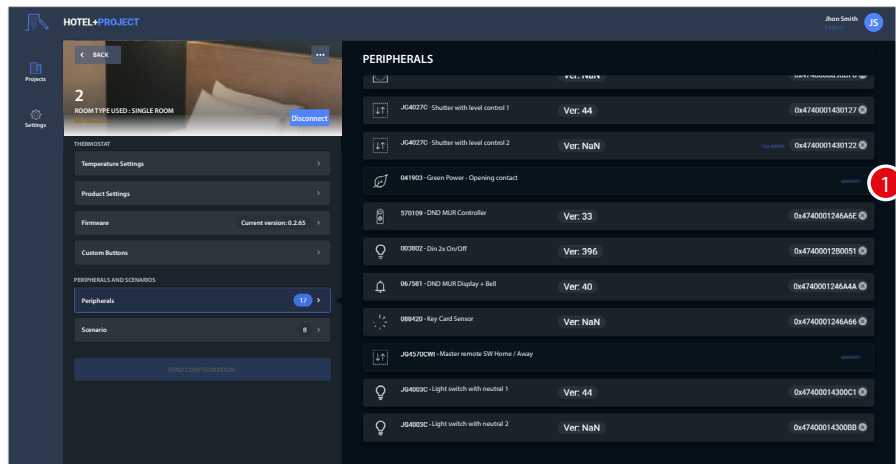 HOTEL+PROJECT
Jhon Smith
JS
Projects
Settings
BACK
2
ROOM TYPE USED : SINGLE ROOM
Disconnect
THERMOSTAT
Temperature Settings
Product Settings
Firmware Current version: 0.2.65
Custom Buttons
PERIPHERALS AND SCENARIOS
Peripherals 17
Scenario 8
SEND CONFIGURATION
PERIPHERALS
Ver: NaN
JG4027C - Shutter with level control 1 Ver: 44 0x4740001430127
JG4027C - Shutter with level control 2 Ver: NaN 0x4740001430122
041903 - Green Power - Opening contact
1
570109 - DND MUR Controller Ver: 33 0x4740001246A6E
003802 - Din 2x On/Off Ver: 396 0x47400012B0051
067581 - DND MUR Display + Bell Ver: 40 0x4740001246A4A
088420 - Key Card Sensor Ver: NaN 0x4740001246A66
JG4570CWI - Master remote SW Home / Away
JG4003C - Light switch with neutral 1 Ver: 44 0x47400014300C1
JG4003C - Light switch with neutral 2 Ver: NaN 0x47400014300BB